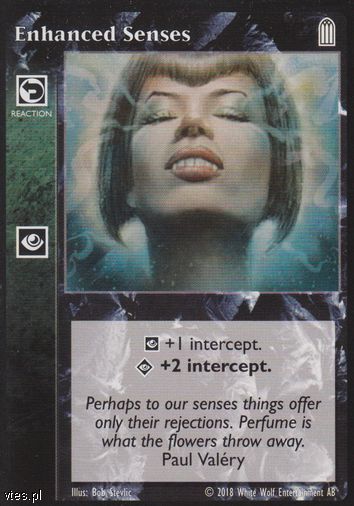 Enhanced Senses
REACTION
+1 intercept.
+2 intercept.
Perhaps to our senses things offer
only their rejections. Perfume is
what the flowers throw away.
Paul Valéry
Illus: Bob Stevlic
© 2018 White Wolf Entertainment AB
vtes.pl